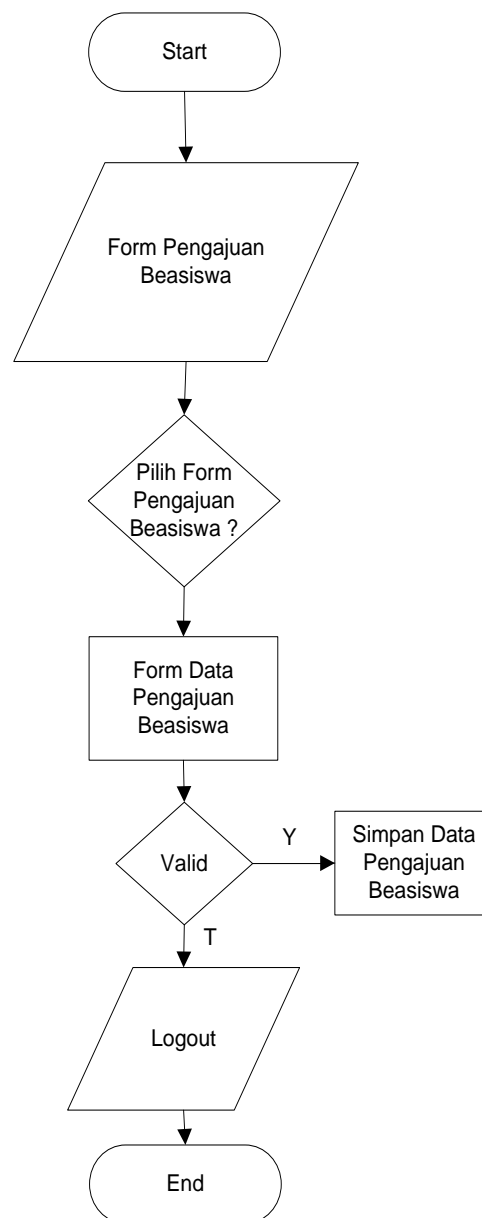 Start
Form Pengajuan
Beasiswa
Pilih Form
Pengajuan
Beasiswa ?
Form Data
Pengajuan
Beasiswa
Valid
Y
Simpan Data
Pengajuan
Beasiswa
T
Logout
End